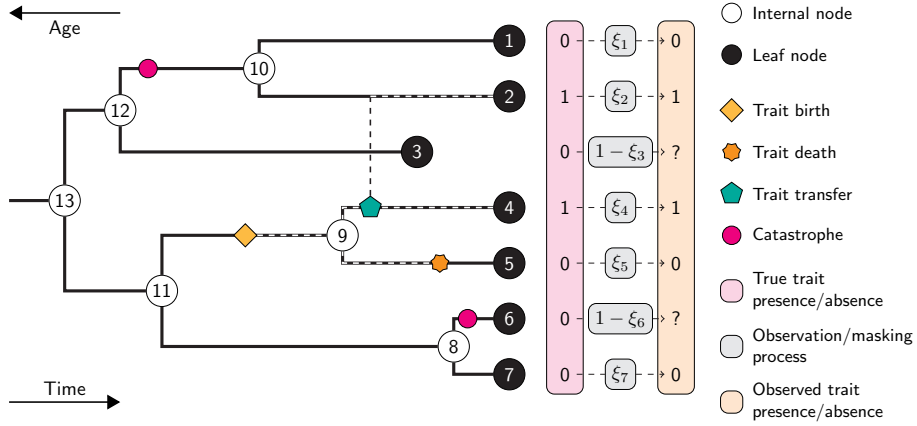 Age
10
12
13
9
11
8
1
2
3
4
5
6
7
0 ξ₁ 0
1 ξ₂ 1
0 1 − ξ₃ ?
1 ξ₄ 1
0 ξ₅ 0
0 1 − ξ₆ ?
0 ξ₇ 0
Time
Internal node
Leaf node
Trait birth
Trait death
Trait transfer
Catastrophe
True trait
presence/absence
Observation/masking
process
Observed trait
presence/absence